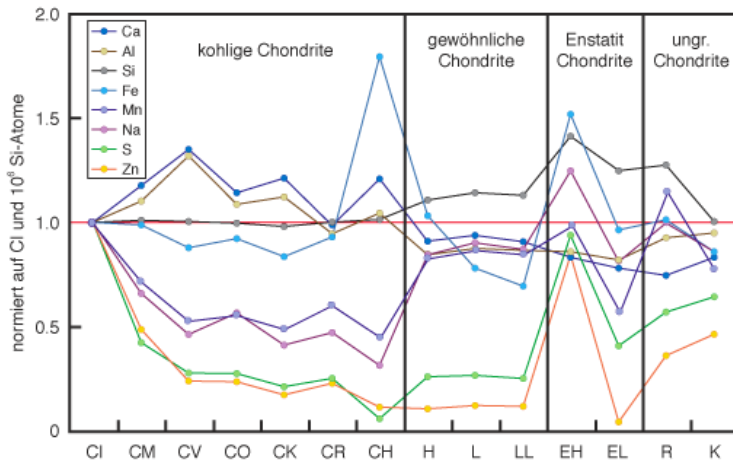 2.0
1.5
1.0
0.5
0
normiert auf CI und 10⁶ Si-Atome
Ca
Al
Si
Fe
Mn
Na
S
Zn
kohlige Chondrite
gewöhnliche
Chondrite
Enstatit
Chondrite
ungr.
Chondrite
CI CM CV CO CK CR CH H L LL EH EL R K